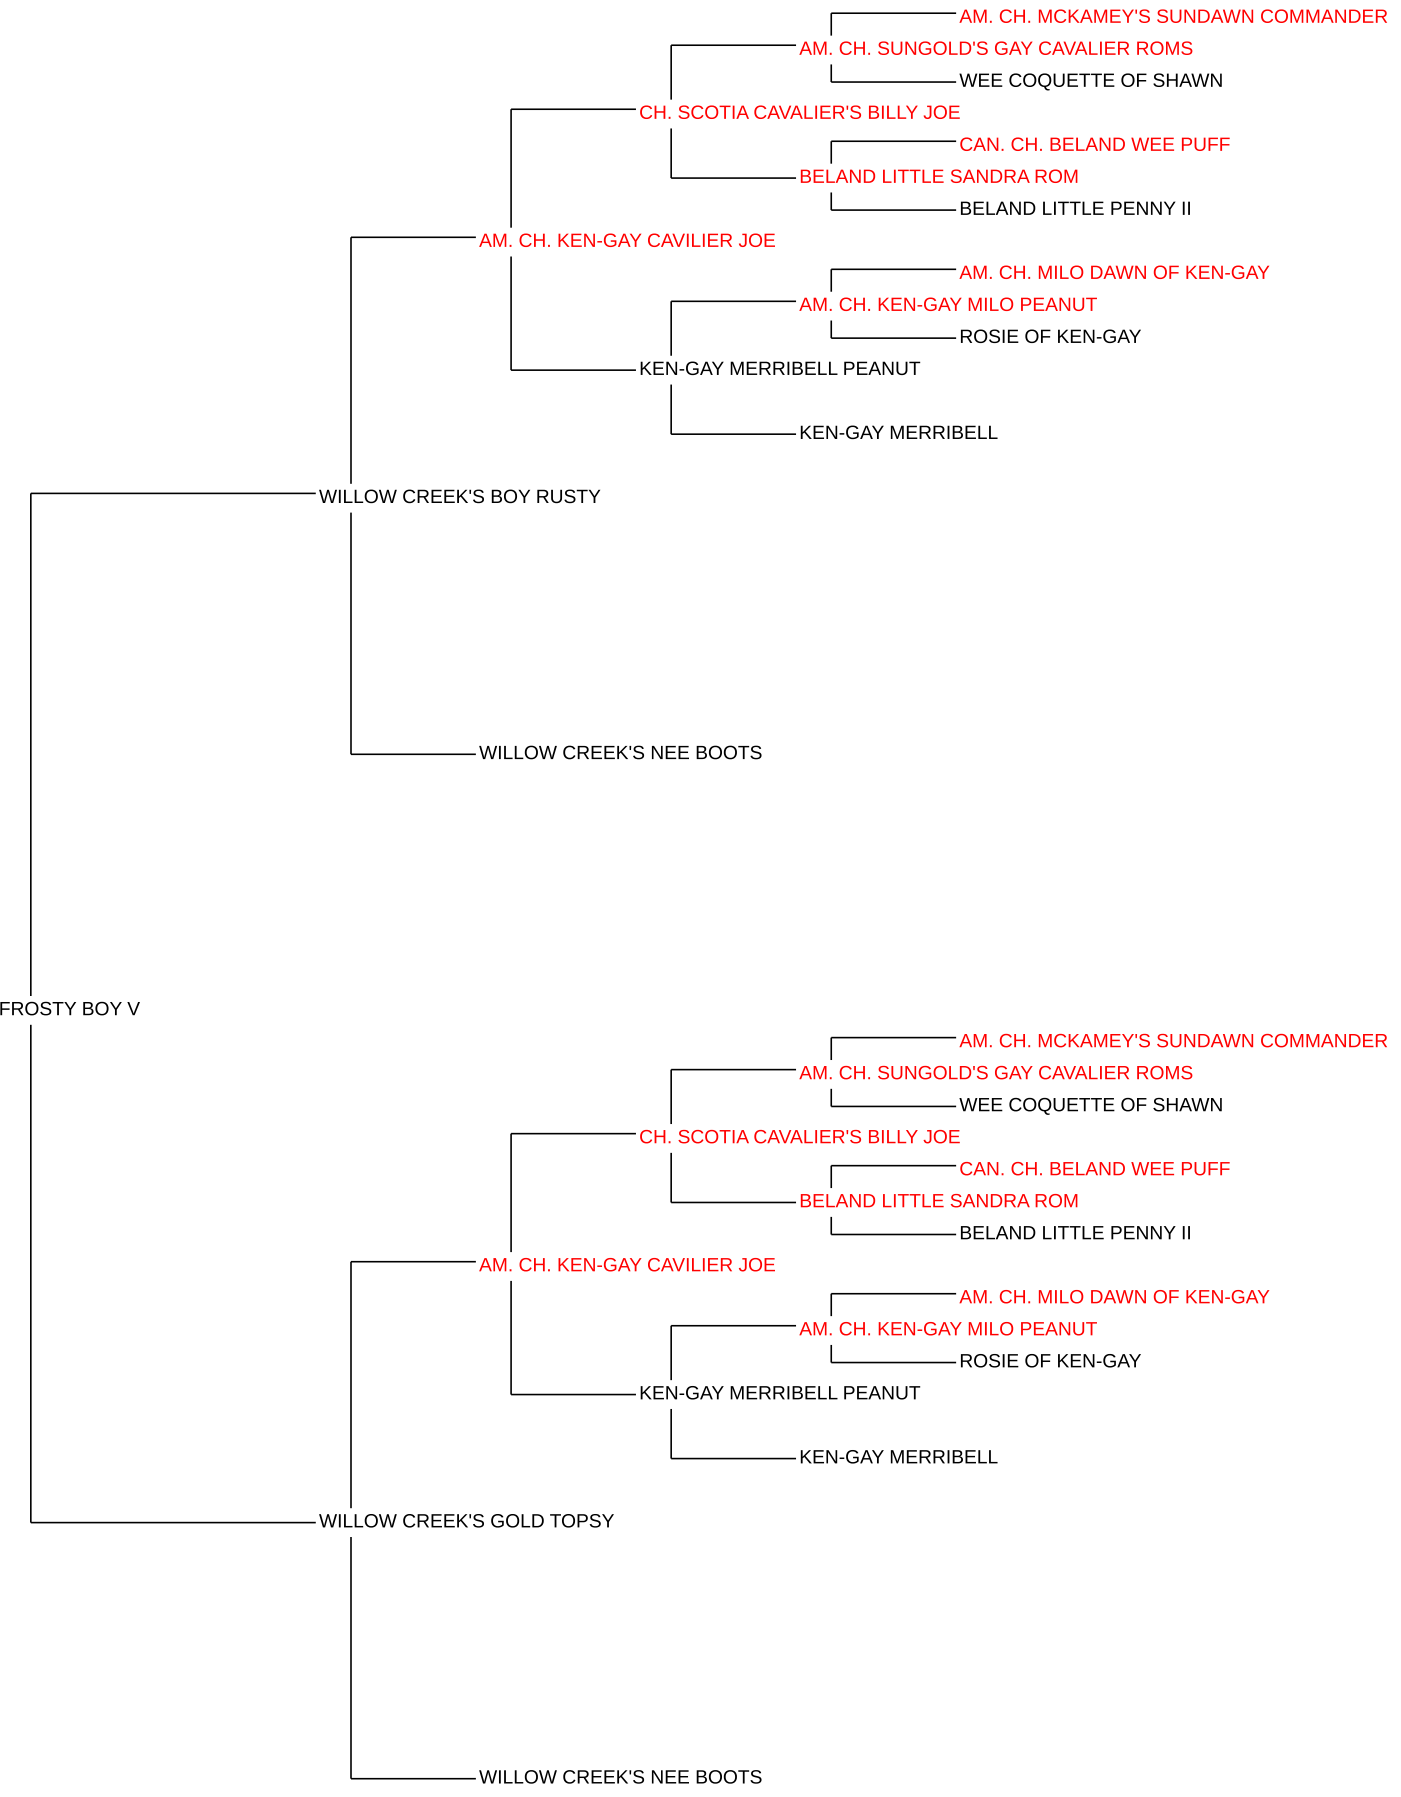 AM. CH. MCKAMEY'S SUNDAWN COMMANDER
AM. CH. SUNGOLD'S GAY CAVALIER ROMS
WEE COQUETTE OF SHAWN
CH. SCOTIA CAVALIER'S BILLY JOE
CAN. CH. BELAND WEE PUFF
BELAND LITTLE SANDRA ROM
BELAND LITTLE PENNY II
AM. CH. KEN-GAY CAVILIER JOE
AM. CH. MILO DAWN OF KEN-GAY
AM. CH. KEN-GAY MILO PEANUT
ROSIE OF KEN-GAY
KEN-GAY MERRIBELL PEANUT
KEN-GAY MERRIBELL
WILLOW CREEK'S BOY RUSTY
WILLOW CREEK'S NEE BOOTS
FROSTY BOY V
AM. CH. MCKAMEY'S SUNDAWN COMMANDER
AM. CH. SUNGOLD'S GAY CAVALIER ROMS
WEE COQUETTE OF SHAWN
CH. SCOTIA CAVALIER'S BILLY JOE
CAN. CH. BELAND WEE PUFF
BELAND LITTLE SANDRA ROM
BELAND LITTLE PENNY II
AM. CH. KEN-GAY CAVILIER JOE
AM. CH. MILO DAWN OF KEN-GAY
AM. CH. KEN-GAY MILO PEANUT
ROSIE OF KEN-GAY
KEN-GAY MERRIBELL PEANUT
KEN-GAY MERRIBELL
WILLOW CREEK'S GOLD TOPSY
WILLOW CREEK'S NEE BOOTS